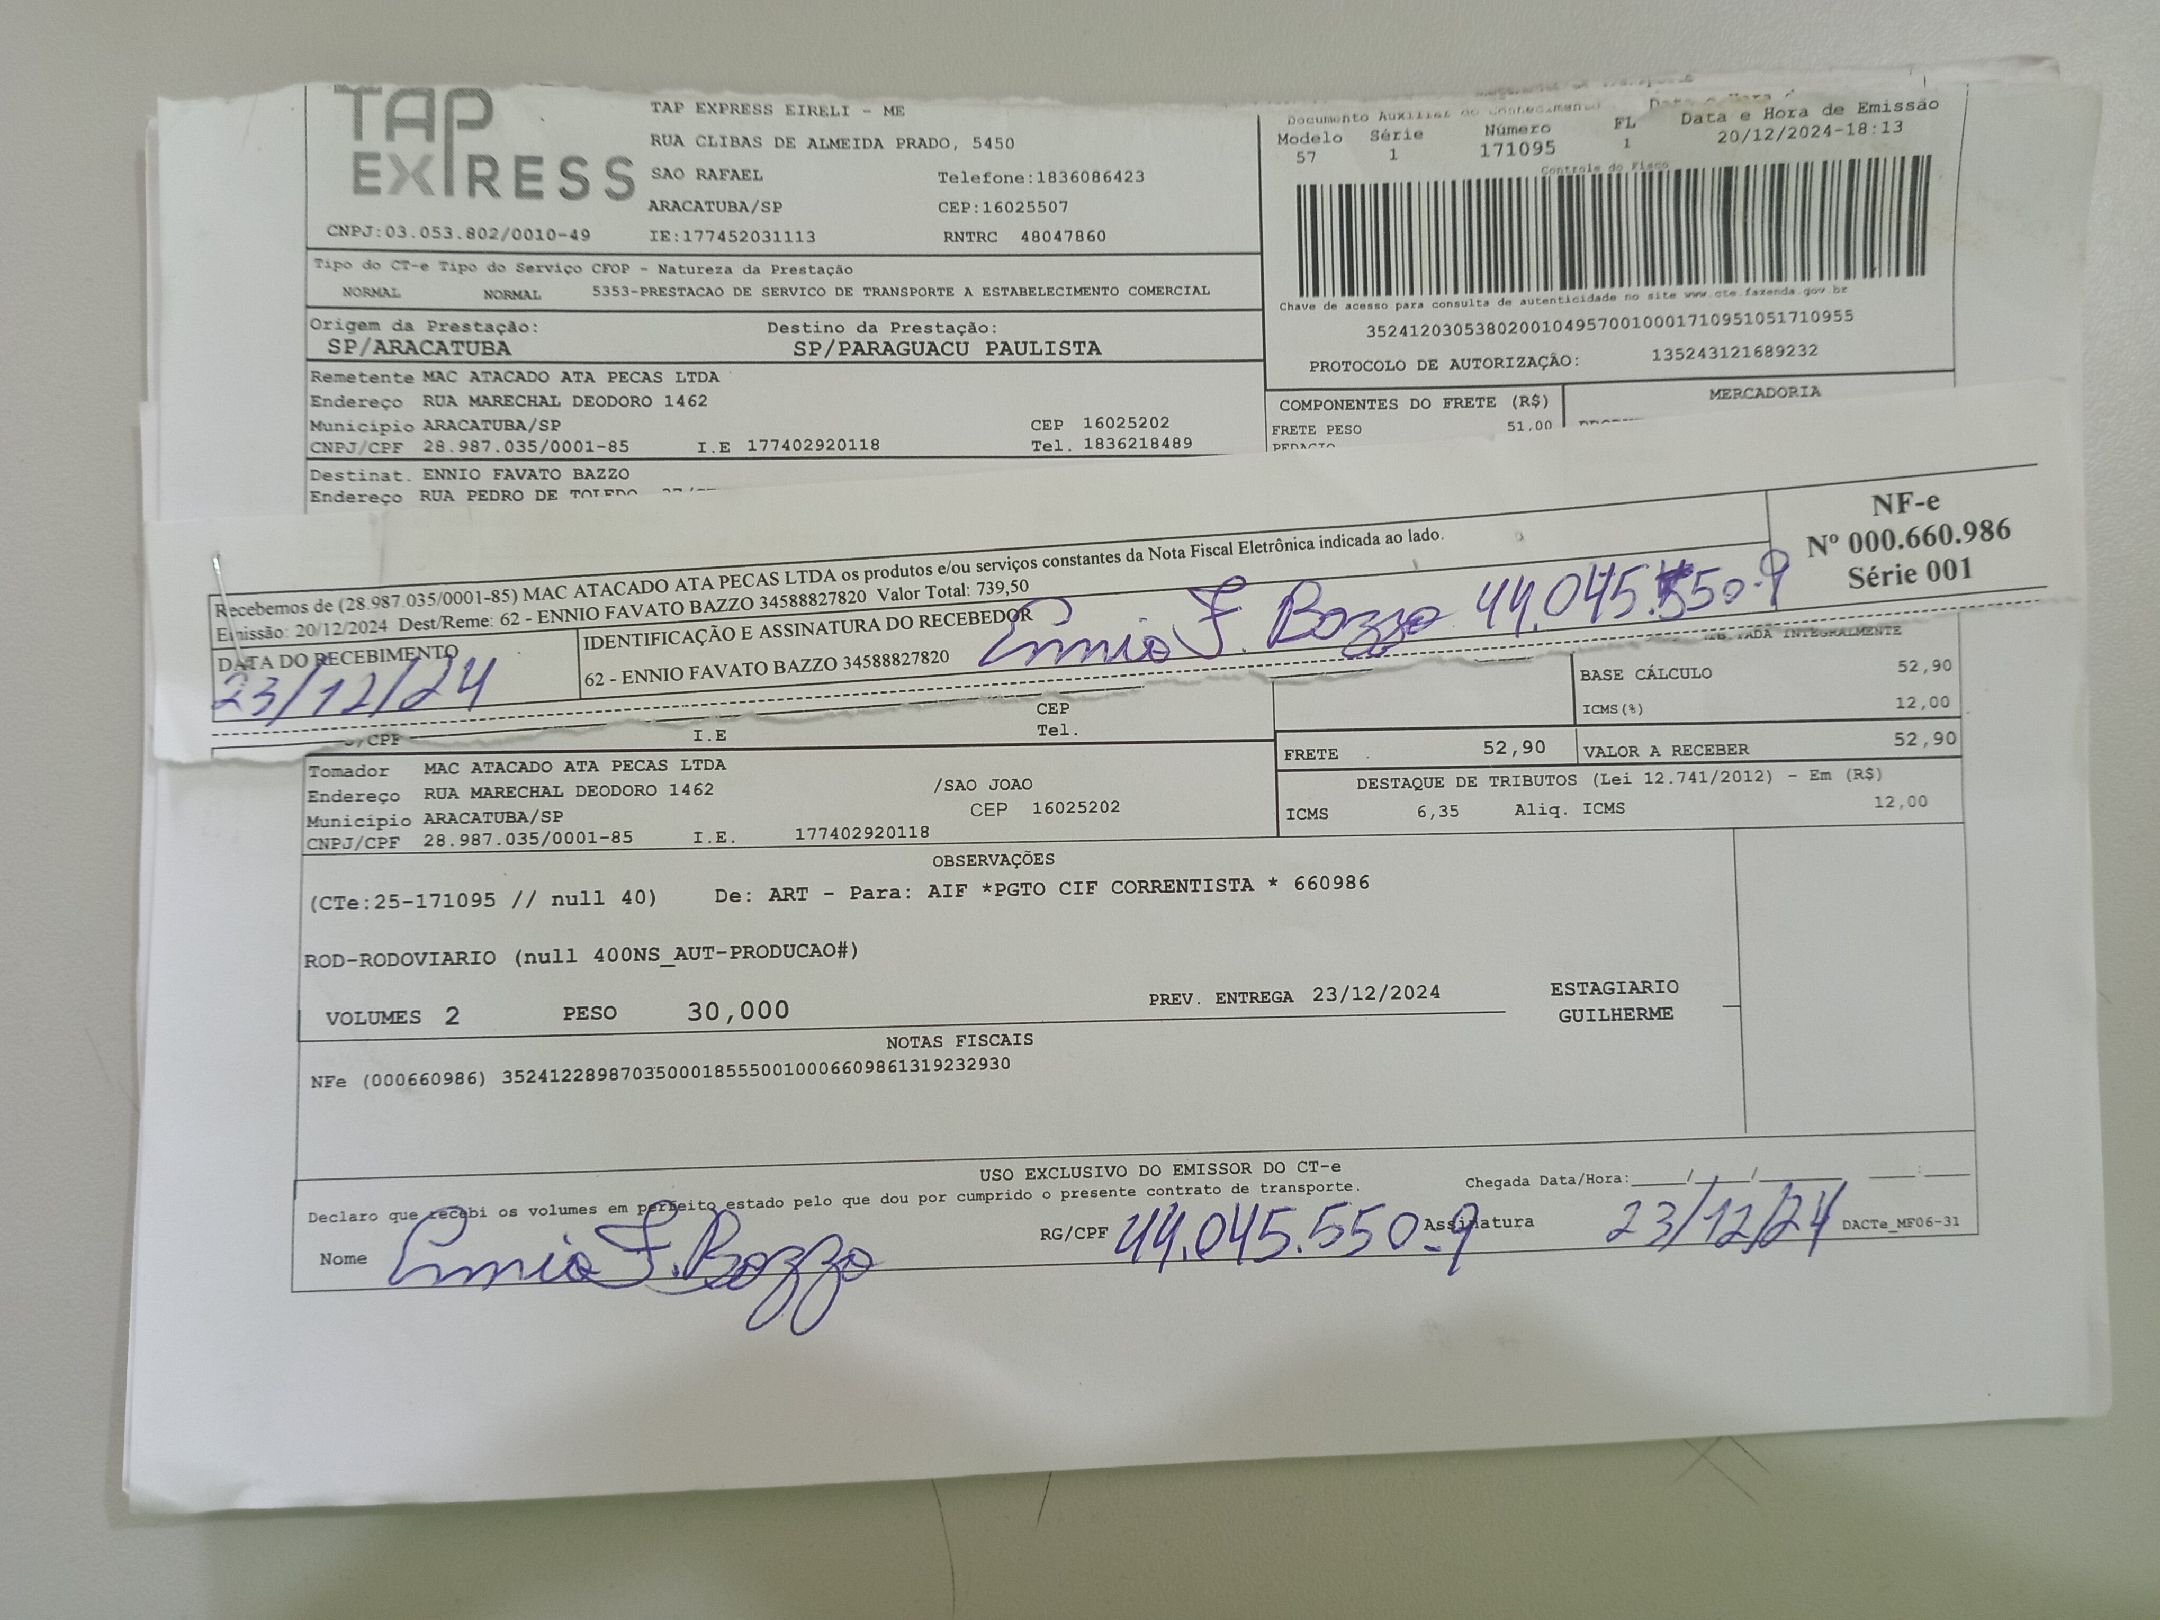 TAP EXPRESS
TAP EXPRESS EIRELI - ME
RUA CLIBAS DE ALMEIDA PRADO, 5450
SAO RAFAEL Telefone:1836086423
ARACATUBA/SP CEP:16025507
CNPJ:03.053.802/0010-49 IE:177452031113 RNTRC 48047860
Documento Auxiliar do Conhecimento
Modelo Série Número FL Data e Hora de Emissão
57 1 171095 1 20/12/2024-18:13
Controle do Fisco
Chave de acesso para consulta de autenticidade no site www.cte.fazenda.gov.br
35241203053802001049570010001710951051710955
PROTOCOLO DE AUTORIZAÇÃO: 135243121689232
Tipo do CT-e Tipo do Serviço CFOP - Natureza da Prestação
NORMAL NORMAL 5353-PRESTACAO DE SERVICO DE TRANSPORTE A ESTABELECIMENTO COMERCIAL
Origem da Prestação: Destino da Prestação:
SP/ARACATUBA SP/PARAGUACU PAULISTA
Remetente MAC ATACADO ATA PECAS LTDA
Endereço RUA MARECHAL DEODORO 1462
Município ARACATUBA/SP CEP 16025202
CNPJ/CPF 28.987.035/0001-85 I.E 177402920118 Tel. 1836218489
COMPONENTES DO FRETE (R$) MERCADORIA
FRETE PESO 51,00
Destinat. ENNIO FAVATO BAZZO
Endereço RUA PEDRO DE TOLEDO
Recebemos de (28.987.035/0001-85) MAC ATACADO ATA PECAS LTDA os produtos e/ou serviços constantes da Nota Fiscal Eletrônica indicada ao lado.
Emissão: 20/12/2024 Dest/Reme: 62 - ENNIO FAVATO BAZZO 34588827820 Valor Total: 739,50
NF-e
Nº 000.660.986
Série 001
DATA DO RECEBIMENTO
23/12/24
IDENTIFICAÇÃO E ASSINATURA DO RECEBEDOR
62 - ENNIO FAVATO BAZZO 34588827820
Ennio F. Bazzo 44.045.550-9
INTEGRALMENTE
BASE CÁLCULO 52,90
ICMS(%) 12,00
CEP
/CPF I.E Tel.
FRETE 52,90 VALOR A RECEBER 52,90
Tomador MAC ATACADO ATA PECAS LTDA
Endereço RUA MARECHAL DEODORO 1462 /SAO JOAO
Município ARACATUBA/SP CEP 16025202
CNPJ/CPF 28.987.035/0001-85 I.E. 177402920118
DESTAQUE DE TRIBUTOS (Lei 12.741/2012) - Em (R$)
ICMS 6,35 Aliq. ICMS 12,00
OBSERVAÇÕES
(CTe:25-171095 // null 40) De: ART - Para: AIF *PGTO CIF CORRENTISTA * 660986
ROD-RODOVIARIO (null 400NS_AUT-PRODUCAO#)
VOLUMES 2 PESO 30,000 PREV. ENTREGA 23/12/2024
ESTAGIARIO
GUILHERME
NOTAS FISCAIS
NFe (000660986) 35241228987035000185550010006609861319232930
USO EXCLUSIVO DO EMISSOR DO CT-e
Declaro que recebi os volumes em perfeito estado pelo que dou por cumprido o presente contrato de transporte. Chegada Data/Hora:____/____/______ ____:____
Nome Ennio F. Bazzo RG/CPF 44.045.550-9 Assinatura 23/12/24 DACTe_MF06-31